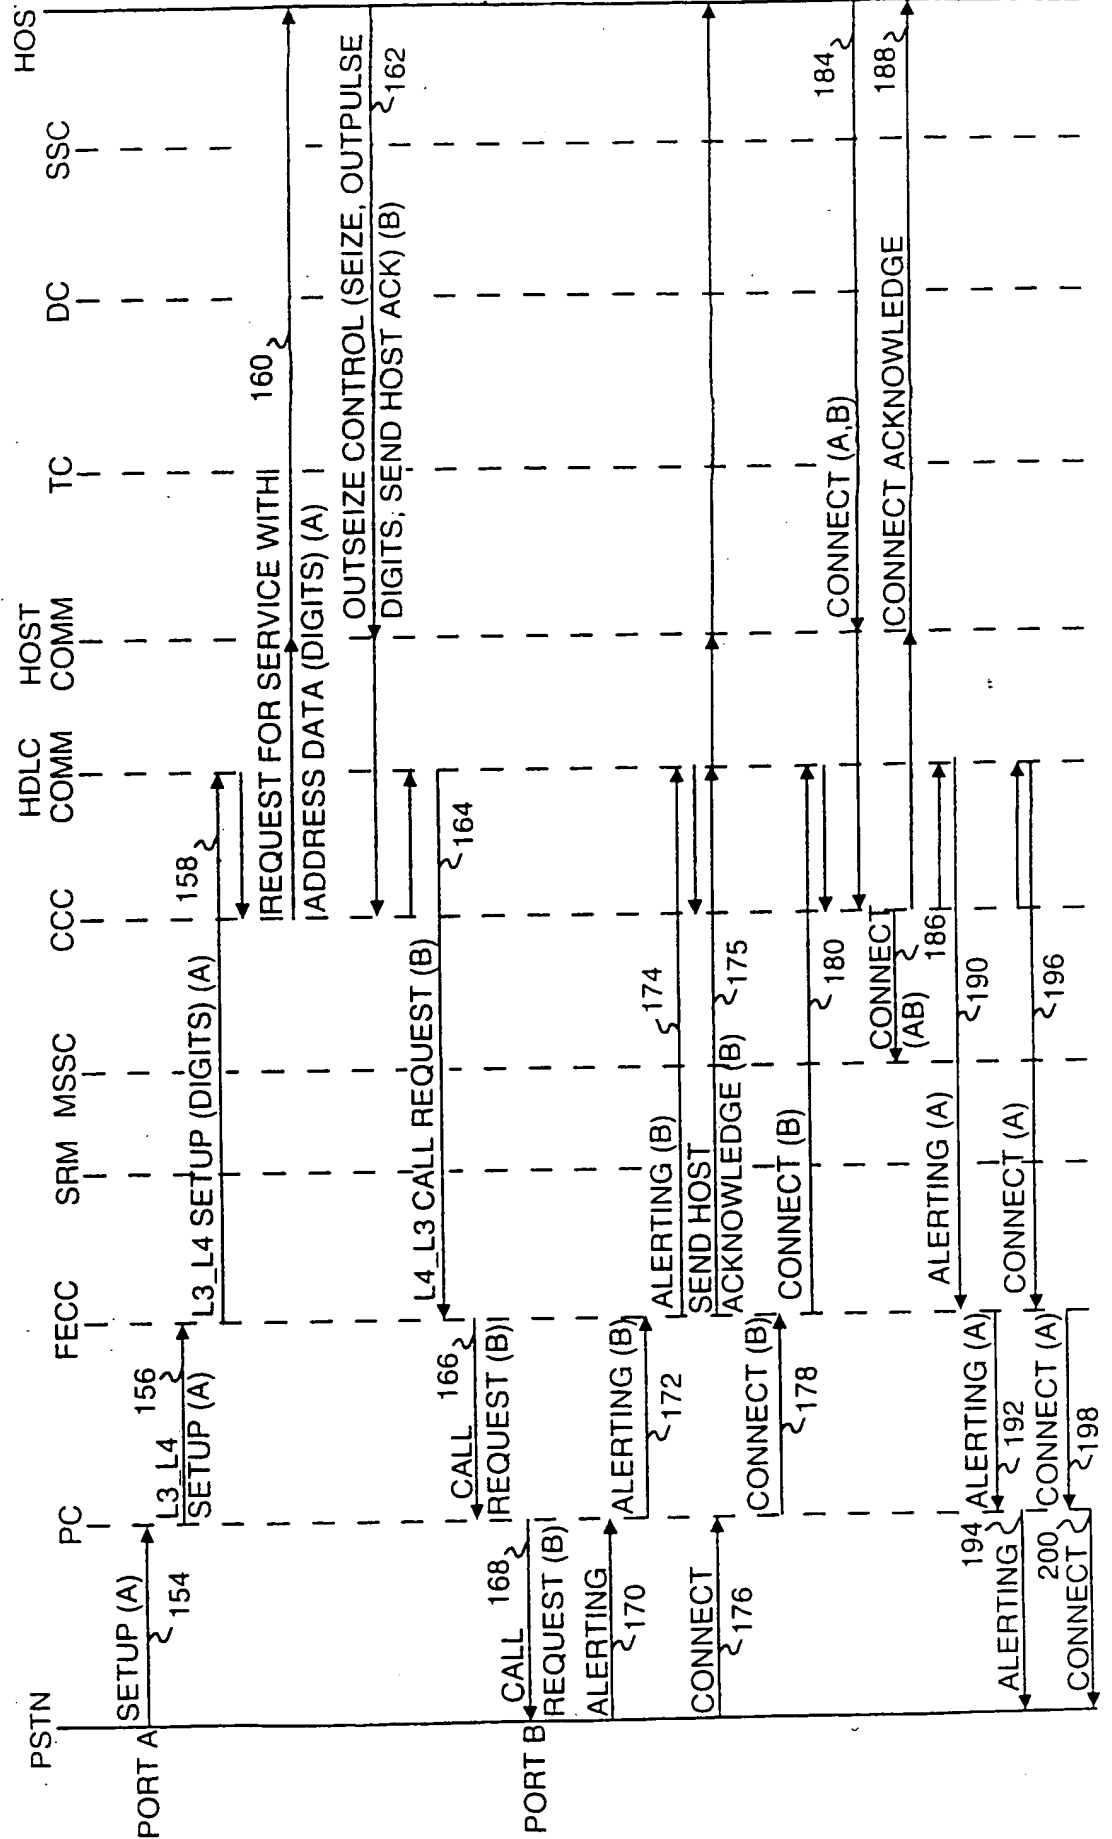 PSTN
PC
FECC
SRM
MSSC
CCC
HDLC
COMM
HOST
COMM
TC
DC
SSC
HOS
PORT A
SETUP (A)
154
L3_L4
SETUP (A)
156
L3_L4 SETUP (DIGITS) (A)
158
REQUEST FOR SERVICE WITH
ADDRESS DATA (DIGITS) (A)
160
OUTSEIZE CONTROL (SEIZE, OUTPULSE
DIGITS, SEND HOST ACK) (B)
162
L4_L3 CALL REQUEST (B)
164
CALL
REQUEST (B)
166
PORT B
CALL
REQUEST (B)
168
ALERTING
170
ALERTING (B)
172
ALERTING (B)
174
SEND HOST
ACKNOWLEDGE (B)
175
CONNECT
176
CONNECT (B)
178
CONNECT (B)
180
CONNECT (A,B)
184
CONNECT
(AB)
186
CONNECT ACKNOWLEDGE
188
ALERTING (A)
190
ALERTING (A)
192
ALERTING
194
CONNECT (A)
196
CONNECT (A)
198
CONNECT
200